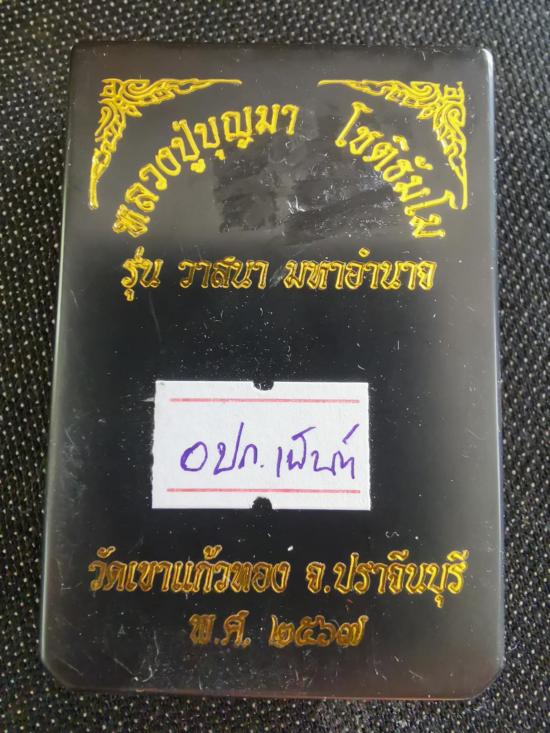 หลวงปู่บุญมา โชติธัมโม
รุ่น วาสนา มหาอำนาจ
อปก.เพ้นท์
วัดเขาแก้วทอง จ.ปราจีนบุรี
พ.ศ. ๒๕๖๗